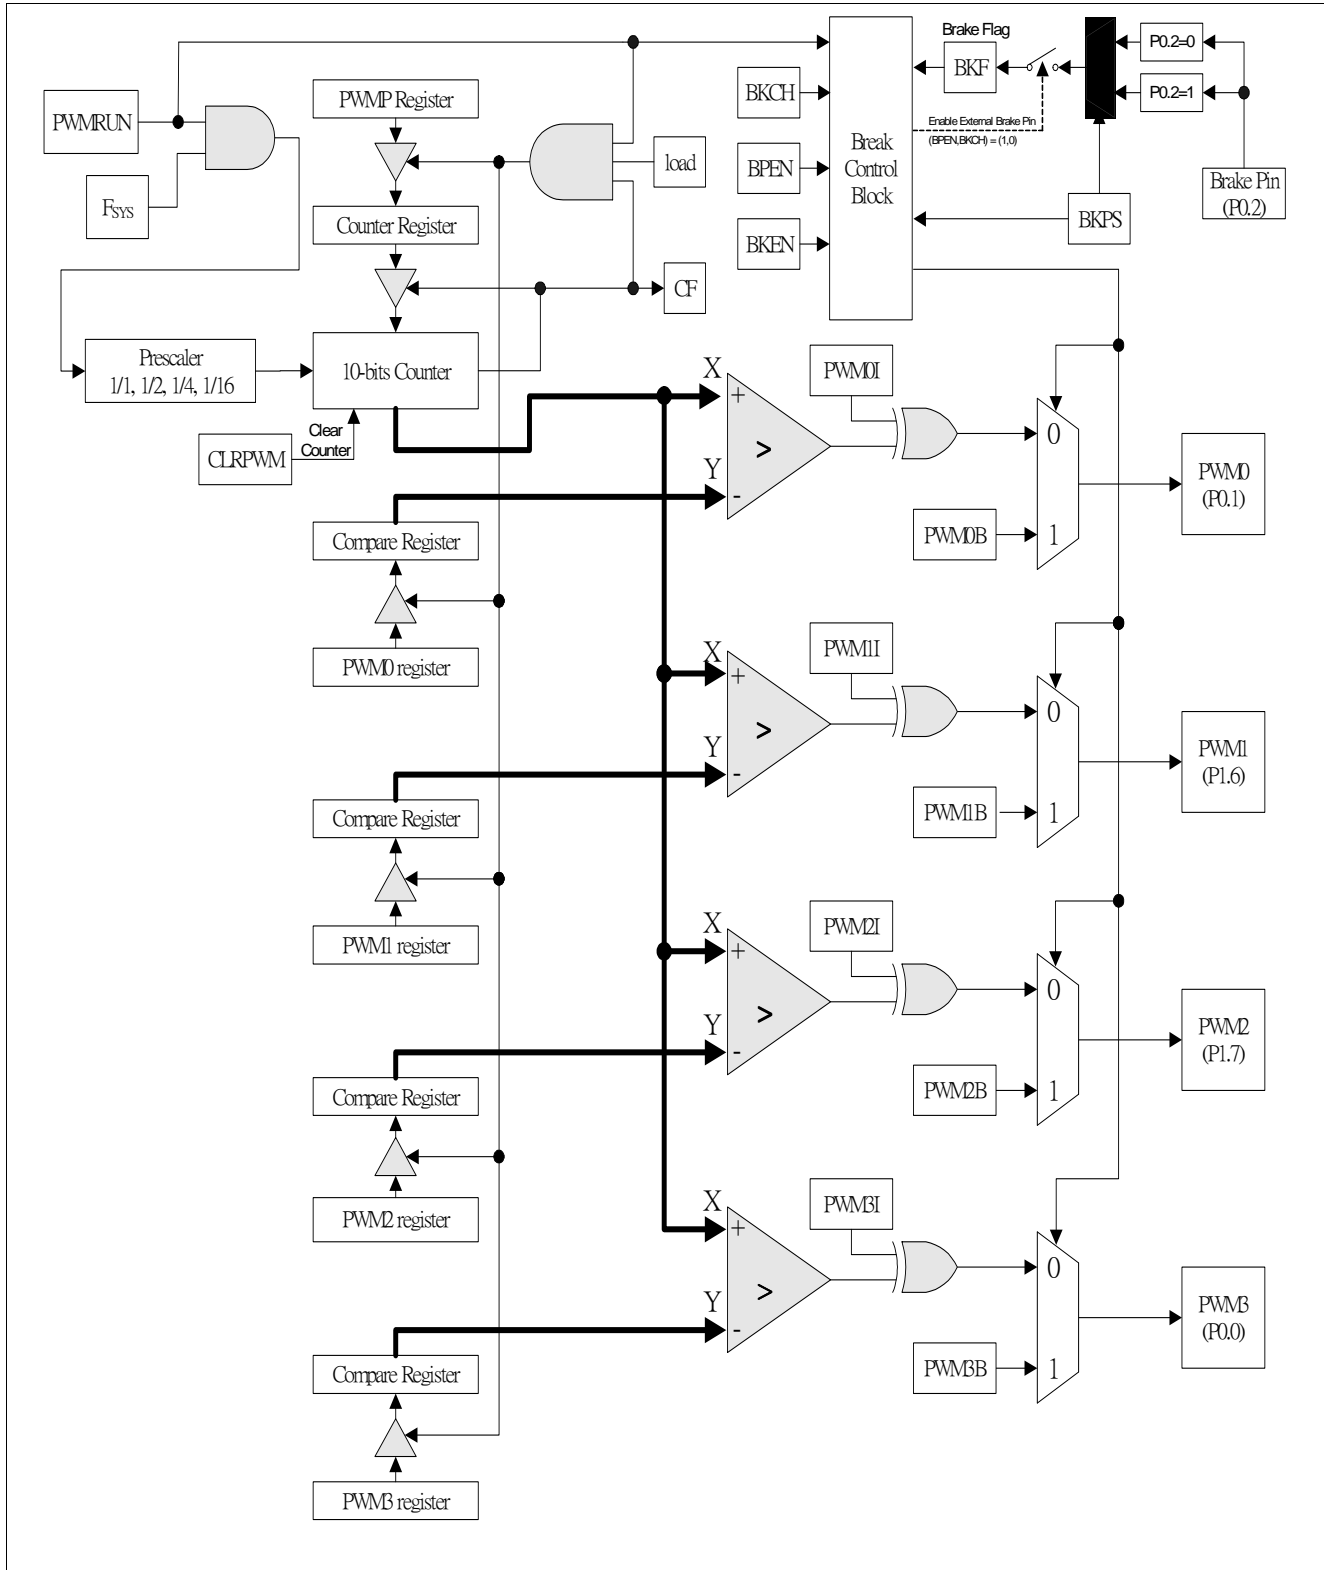 Brake Flag
P0.2=0
BKF
PWMP Register
BKCH
P0.2=1
PWMRUN
Enable External Brake Pin
(BPEN,BKCH) = (1,0)
Break
Control
Block
load
BPEN
Brake Pin
(P0.2)
FSYS
Counter Register
BKPS
BKEN
CF
Prescaler
1/1, 1/2, 1/4, 1/16
10-bits Counter
X
PWM0I
+
0
Clear
Counter
CLRPWM
>
Y
-
PWM0
(P0.1)
Compare Register
PWM0B
1
PWM0 register
X
PWM1I
+
0
>
Y
-
PWM1
(P1.6)
Compare Register
PWM1B
1
PWM1 register
X
PWM2I
+
0
>
Y
-
PWM2
(P1.7)
Compare Register
PWM2B
1
PWM2 register
X
PWM3I
+
0
>
Y
-
PWM3
(P0.0)
Compare Register
PWM3B
1
PWM3 register